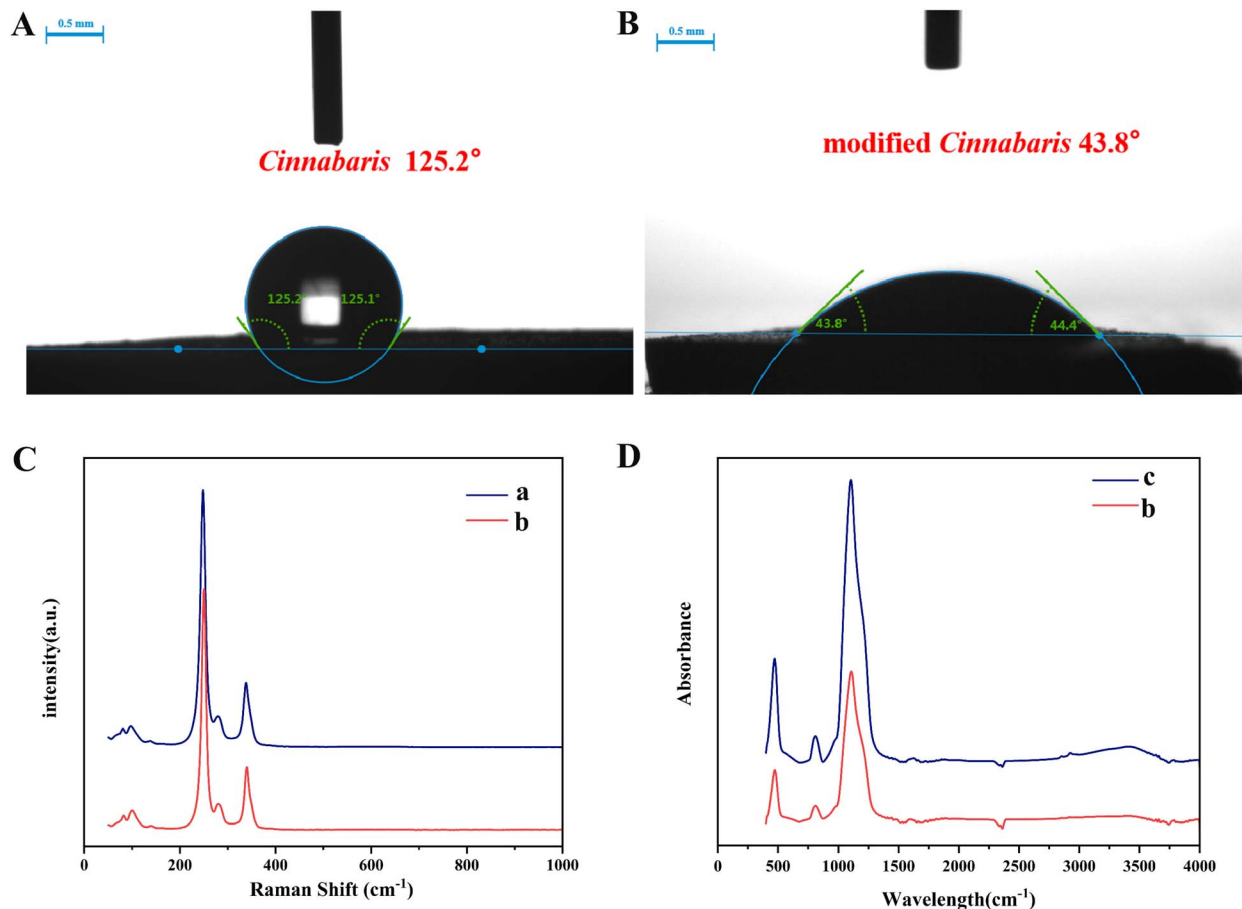 A
0.5 mm
Cinnabaris 125.2°
125.2
125.1°
B
0.5 mm
modified Cinnabaris 43.8°
43.8°
44.4°
C
a
b
intensity(a.u.)
0
200
400
600
800
1000
Raman Shift (cm⁻¹)
D
c
b
Absorbance
0
500
1000
1500
2000
2500
3000
3500
4000
Wavelength(cm⁻¹)